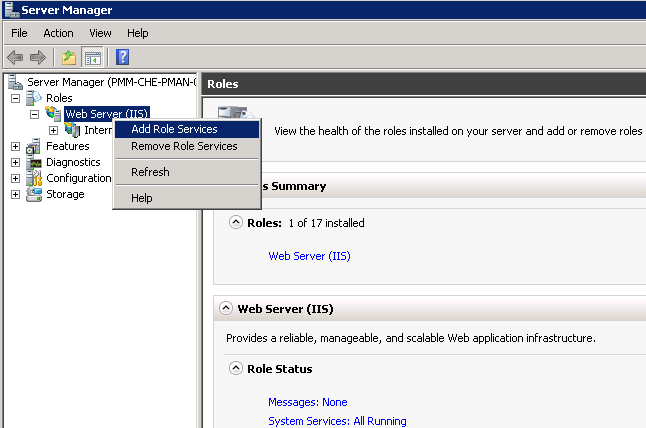 Server Manager
File Action View Help
Server Manager (PMM-CHE-PMAN-
Roles
Web Server (IIS)
Intern
Features
Diagnostics
Configuration
Storage
Add Role Services
Remove Role Services
Refresh
Help
Roles
View the health of the roles installed on your server and add or remove roles
Summary
Roles: 1 of 17 installed
Web Server (IIS)
Web Server (IIS)
Provides a reliable, manageable, and scalable Web application infrastructure.
Role Status
Messages: None
System Services: All Running